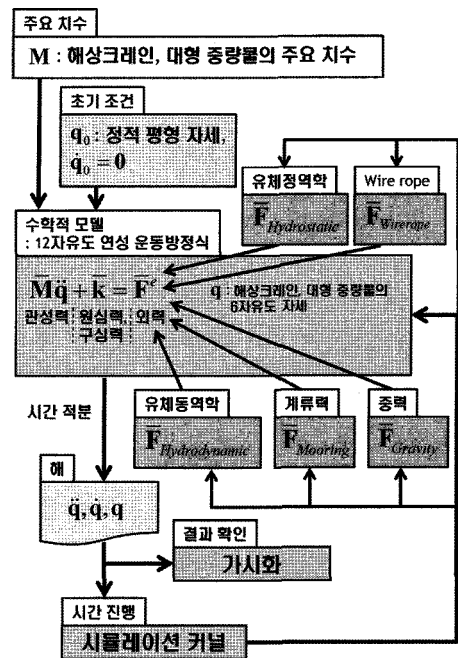 주요 치수
M : 해상크레인, 대형 중량물의 주요 치수
초기 조건
q₀ : 정적 평형 자세,
q̇₀ = 0
유체정역학
F̅Hydrostatic
Wire rope
F̅Wirerope
수학적 모델
: 12자유도 연성 운동방정식
M̅q̈ + k̅ = F̅ᵉ
관성력 원심력, 외력
구심력
q : 해상크레인, 대형 중량물의
6자유도 자세
시간 적분
유체동역학
F̅Hydrodynamic
계류력
F̅Mooring
중력
F̅Gravity
해
q̈, q̇, q
결과 확인
가시화
시간 진행
시뮬레이션 커널